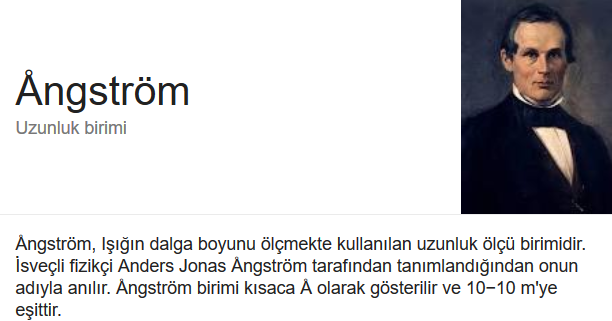 Ångström
Uzunluk birimi
Ångström, Işığın dalga boyunu ölçmekte kullanılan uzunluk ölçü birimidir.
İsveçli fizikçi Anders Jonas Ångström tarafından tanımlandığından onun
adıyla anılır. Ångström birimi kısaca Å olarak gösterilir ve 10−10 m'ye
eşittir.